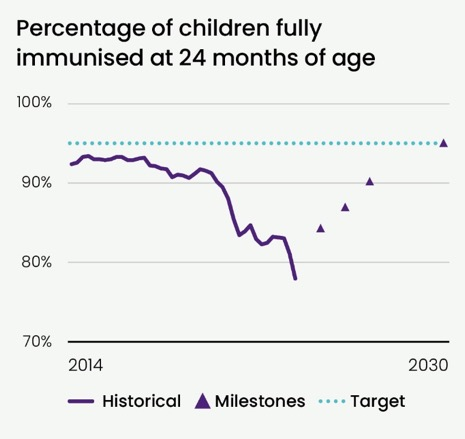 Percentage of children fully
immunised at 24 months of age
100%
90%
80%
70%
2014 2030
Historical Milestones Target